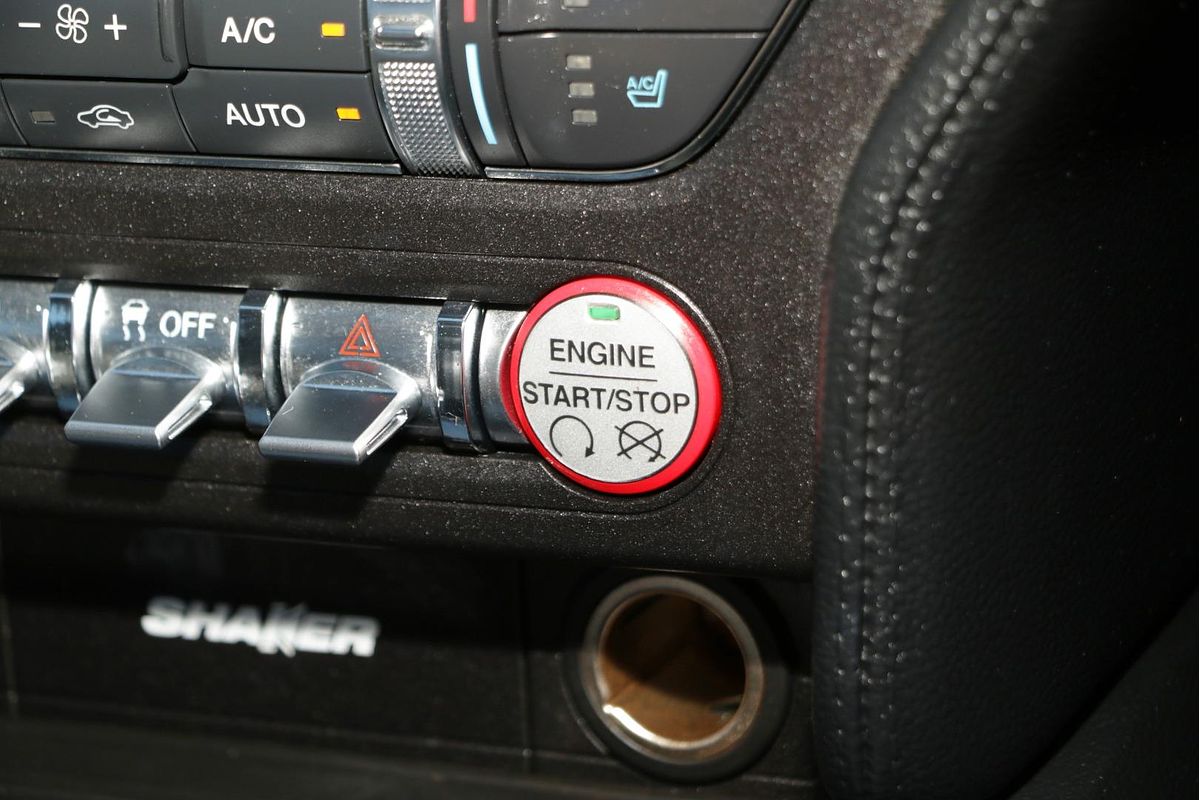 - +
A/C
AUTO
A/C
OFF
ENGINE
START/STOP
SHAKER